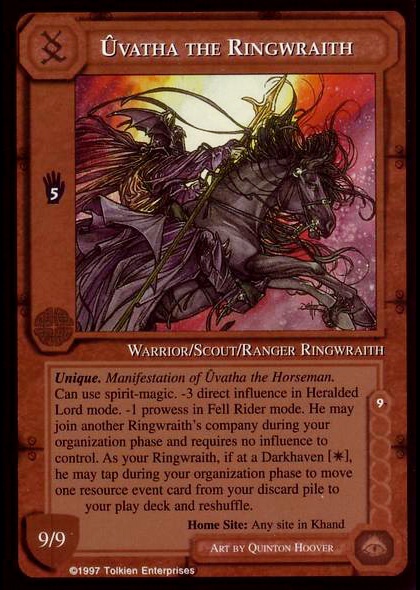 Ûvatha the Ringwraith
5
Warrior/Scout/Ranger Ringwraith
Unique. Manifestation of Ûvatha the Horseman.
Can use spirit-magic. -3 direct influence in Heralded
Lord mode. -1 prowess in Fell Rider mode. He may
join another Ringwraith's company during your
organization phase and requires no influence to
control. As your Ringwraith, if at a Darkhaven [✶],
he may tap during your organization phase to move
one resource event card from your discard pile to
your play deck and reshuffle.
9
Home Site: Any site in Khand
9/9
Art by Quinton Hoover
©1997 Tolkien Enterprises